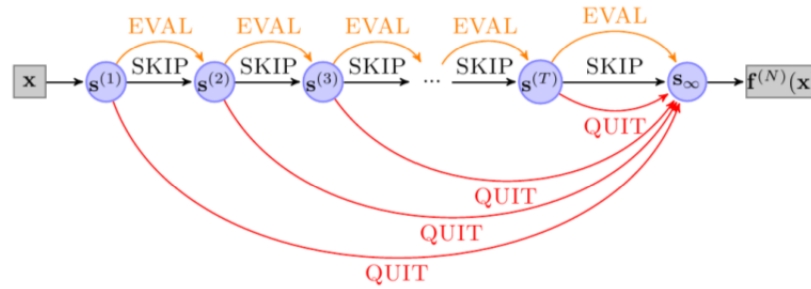 EVAL EVAL EVAL EVAL EVAL
SKIP SKIP SKIP SKIP SKIP
x s⁽¹⁾ s⁽²⁾ s⁽³⁾ ... s⁽ᵀ⁾ s∞ f⁽ᴺ⁾(x
QUIT
QUIT
QUIT
QUIT